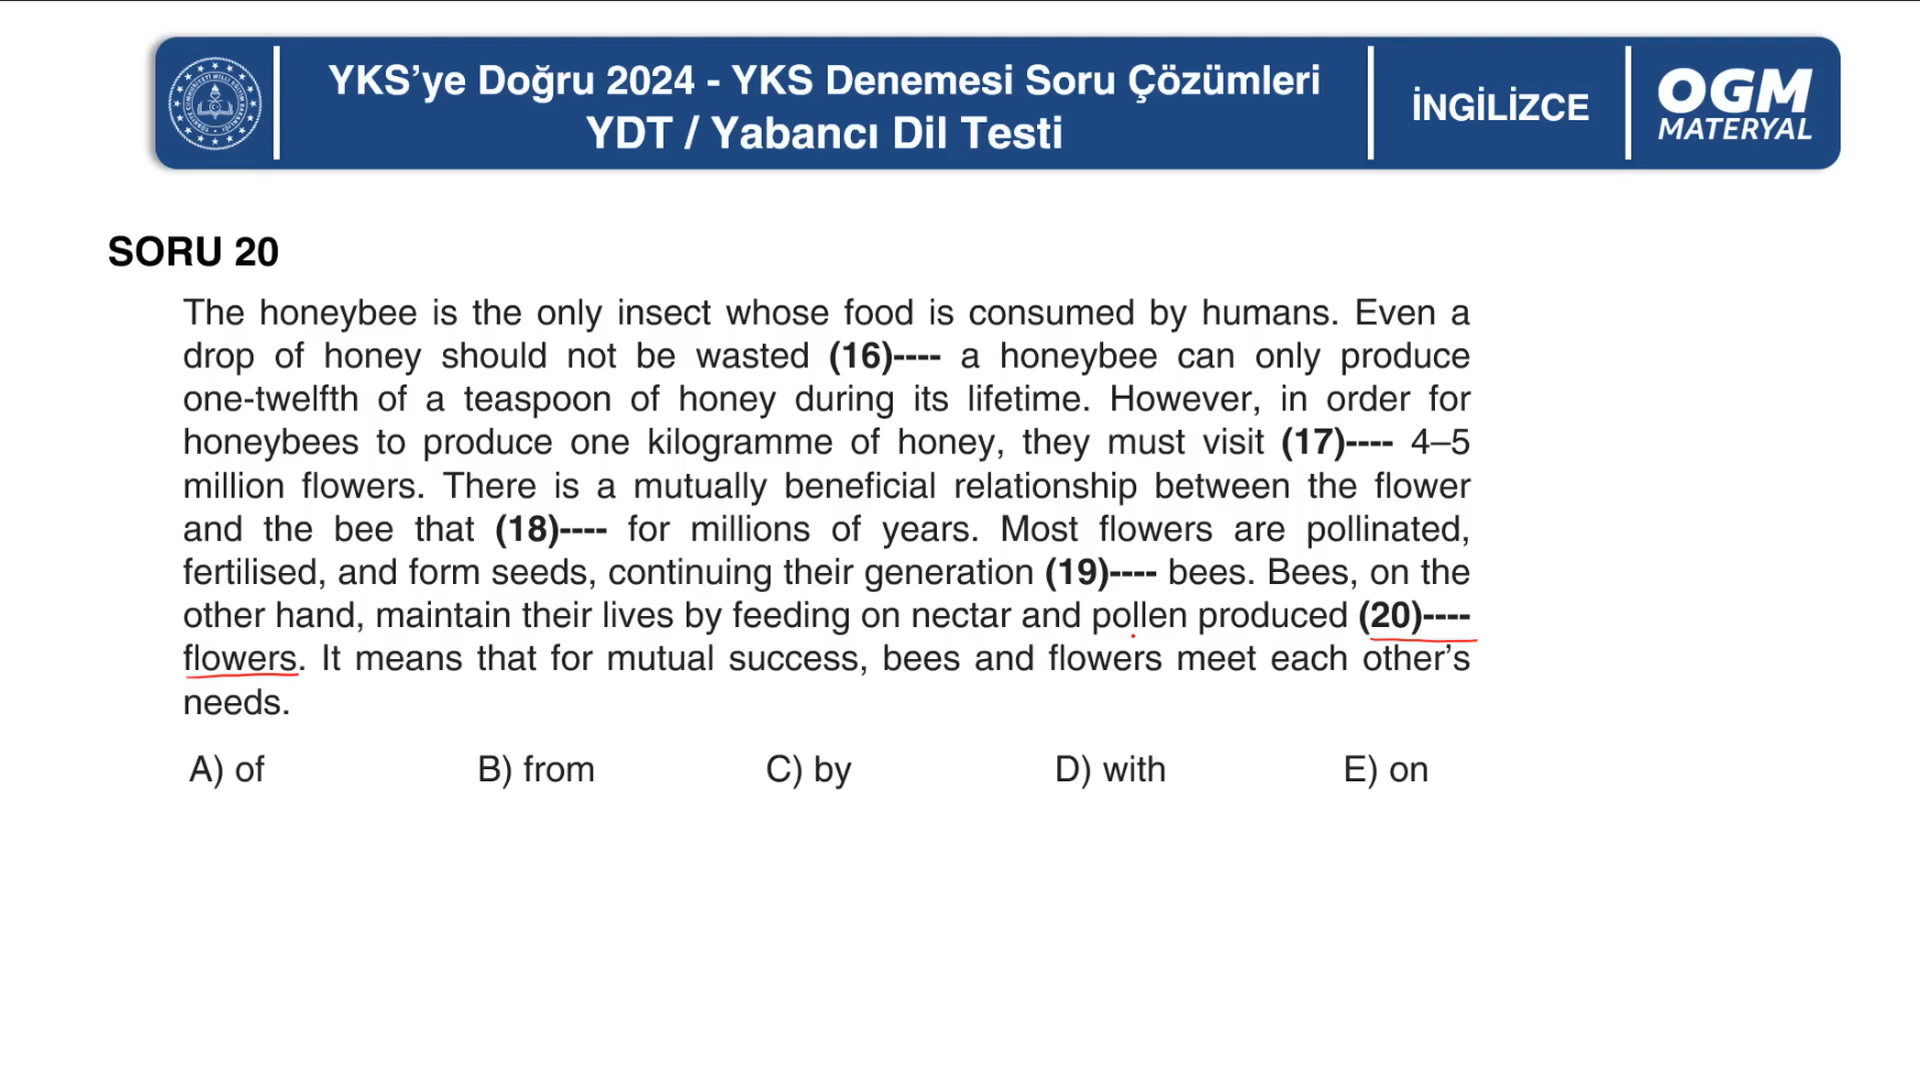 YKS’ye Doğru 2024 - YKS Denemesi Soru Çözümleri
YDT / Yabancı Dil Testi
İNGİLİZCE
OGM
MATERYAL
SORU 20
The honeybee is the only insect whose food is consumed by humans. Even a
drop of honey should not be wasted (16)---- a honeybee can only produce
one-twelfth of a teaspoon of honey during its lifetime. However, in order for
honeybees to produce one kilogramme of honey, they must visit (17)---- 4–5
million flowers. There is a mutually beneficial relationship between the flower
and the bee that (18)---- for millions of years. Most flowers are pollinated,
fertilised, and form seeds, continuing their generation (19)---- bees. Bees, on the
other hand, maintain their lives by feeding on nectar and pollen produced (20)----
flowers. It means that for mutual success, bees and flowers meet each other’s
needs.
A) of B) from C) by D) with E) on